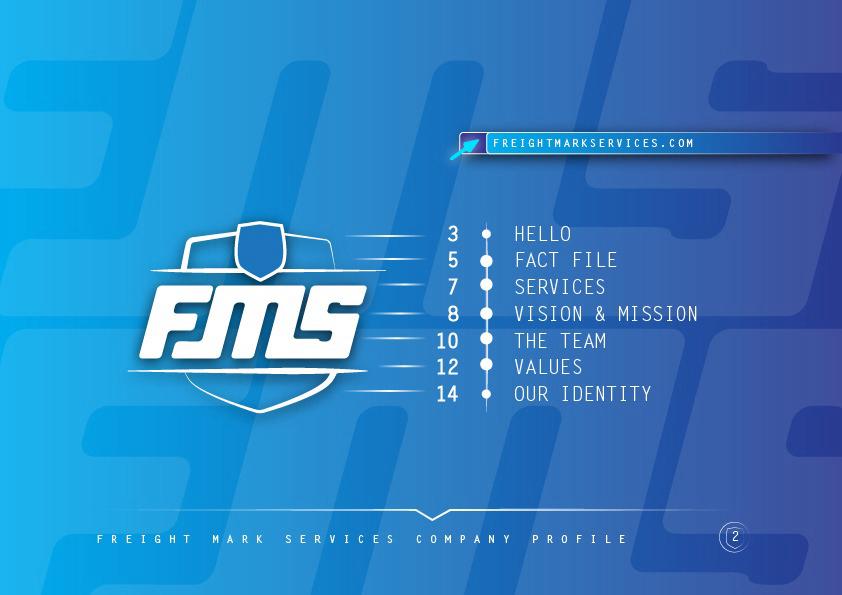 FREIGHTMARKSERVICES.COM
FMS
3 HELLO
5 FACT FILE
7 SERVICES
8 VISION & MISSION
10 THE TEAM
12 VALUES
14 OUR IDENTITY
FREIGHT MARK SERVICES COMPANY PROFILE
2